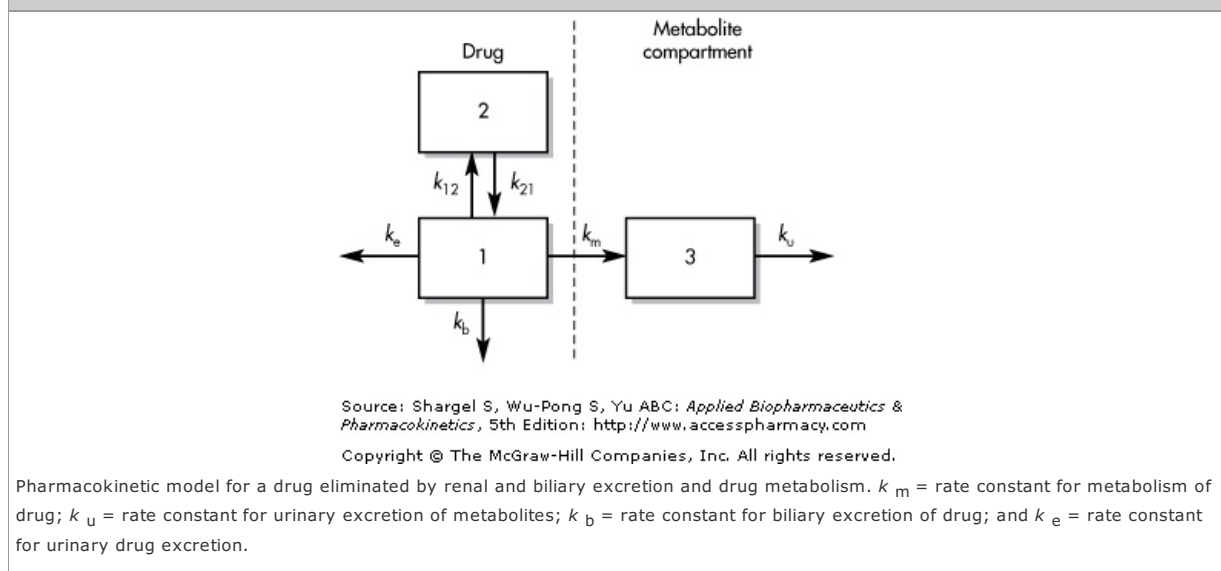 Drug
Metabolite
compartment
2
k12
k21
ke
1
km
3
ku
kb
Source: Shargel S, Wu-Pong S, Yu ABC: Applied Biopharmaceutics &
Pharmacokinetics, 5th Edition: http://www.accesspharmacy.com
Copyright © The McGraw-Hill Companies, Inc. All rights reserved.
Pharmacokinetic model for a drug eliminated by renal and biliary excretion and drug metabolism. k m = rate constant for metabolism of
drug; k u = rate constant for urinary excretion of metabolites; k b = rate constant for biliary excretion of drug; and k e = rate constant
for urinary drug excretion.